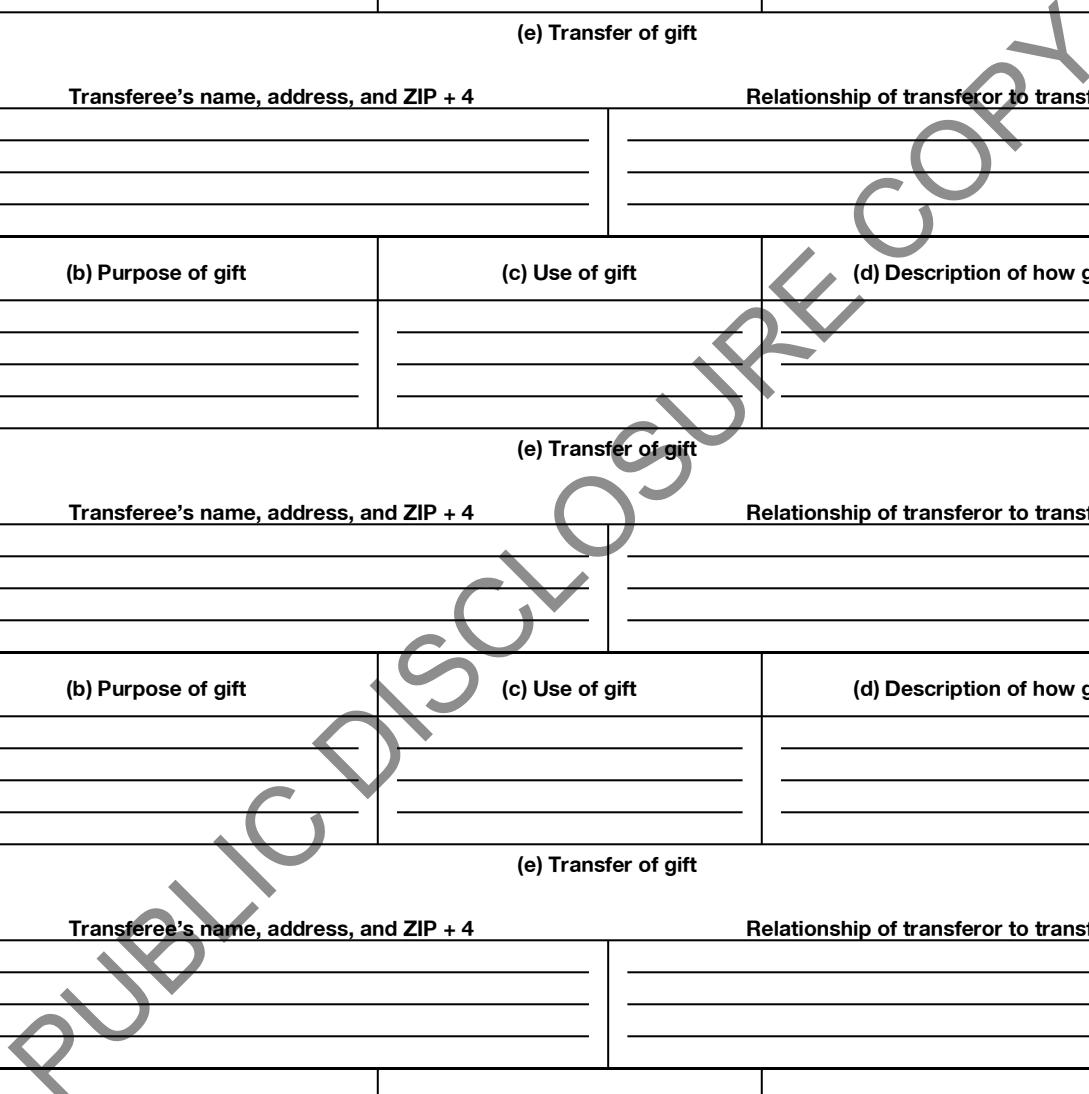 (e) Transfer of gift
Transferee’s name, address, and ZIP + 4 Relationship of transferor to
(b) Purpose of gift (c) Use of gift (d) Description of how
(e) Transfer of gift
Transferee’s name, address, and ZIP + 4 Relationship of transferor to
(b) Purpose of gift (c) Use of gift (d) Description of how
(e) Transfer of gift
Transferee’s name, address, and ZIP + 4 Relationship of transferor to
PUBLIC DISCLOSURE COPY